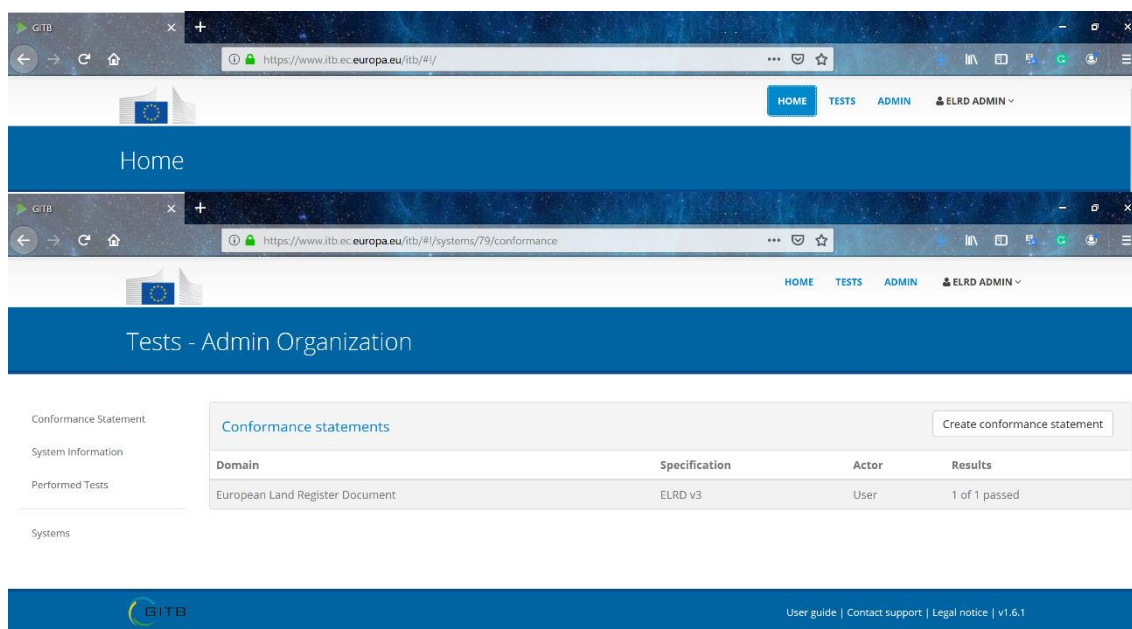 GITB
https://www.itb.ec.europa.eu/itb/#!/
HOME TESTS ADMIN ELRD ADMIN
Home
GITB
https://www.itb.ec.europa.eu/itb/#!/systems/79/conformance
HOME TESTS ADMIN ELRD ADMIN
Tests - Admin Organization
Conformance Statement
System Information
Performed Tests
Systems
Conformance statements Create conformance statement
Domain Specification Actor Results
European Land Register Document ELRD v3 User 1 of 1 passed
GITB
User guide | Contact support | Legal notice | v1.6.1